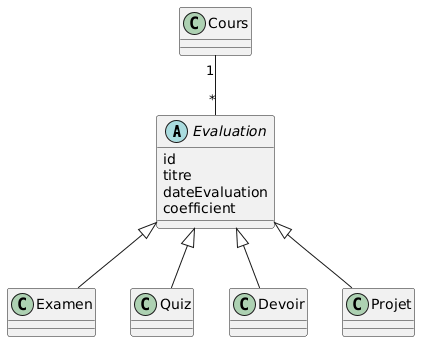 C Cours
1
*
A Evaluation
id
titre
dateEvaluation
coefficient
C Examen
C Quiz
C Devoir
C Projet